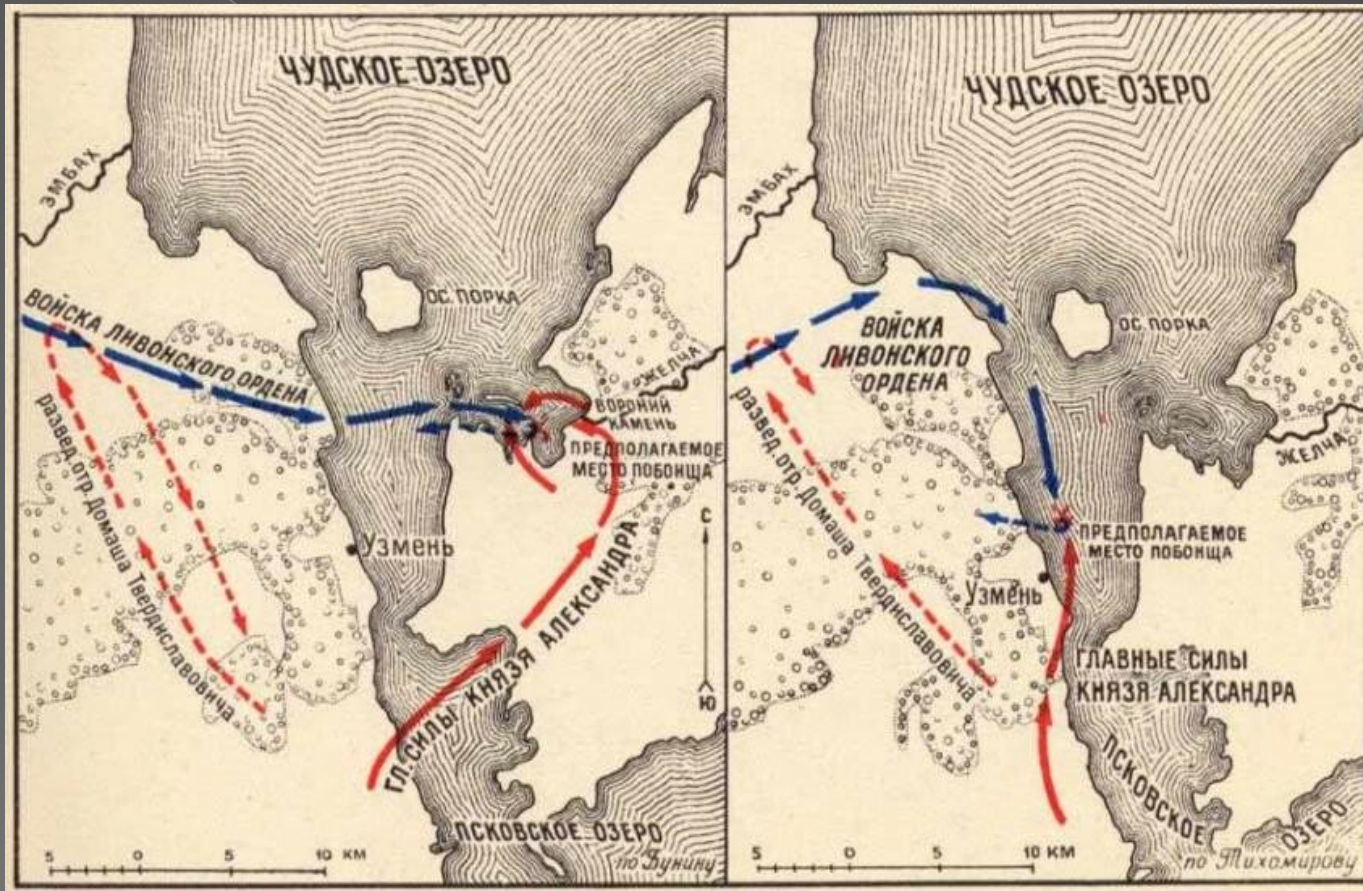 ЧУДСКОЕ ОЗЕРО
ЭМБАХ
ОС. ПОРКА
ВОЙСКА ЛИВОНСКОГО ОРДЕНА
ЖЕЛЧА
ВОРОНИЙ
КАМЕНЬ
ПРЕДПОЛАГАЕМОЕ
МЕСТО ПОБОИЩА
развед. отр. Домаша Твердиславовича
Узмень
С
Ю
ГЛ. СИЛЫ КНЯЗЯ АЛЕКСАНДРА
ПСКОВСКОЕ ОЗЕРО
5 0 5 10 КМ
по Бунину
ЧУДСКОЕ ОЗЕРО
ЭМБАХ
ОС. ПОРКА
ВОЙСКА
ЛИВОНСКОГО
ОРДЕНА
ЖЕЛЧА
развед. отр. Домаша Твердиславовича
ПРЕДПОЛАГАЕМОЕ
МЕСТО ПОБОИЩА
Узмень
ГЛАВНЫЕ СИЛЫ
КНЯЗЯ АЛЕКСАНДРА
ПСКОВСКОЕ
ОЗЕРО
5 0 5 10 КМ
по Тихомирову